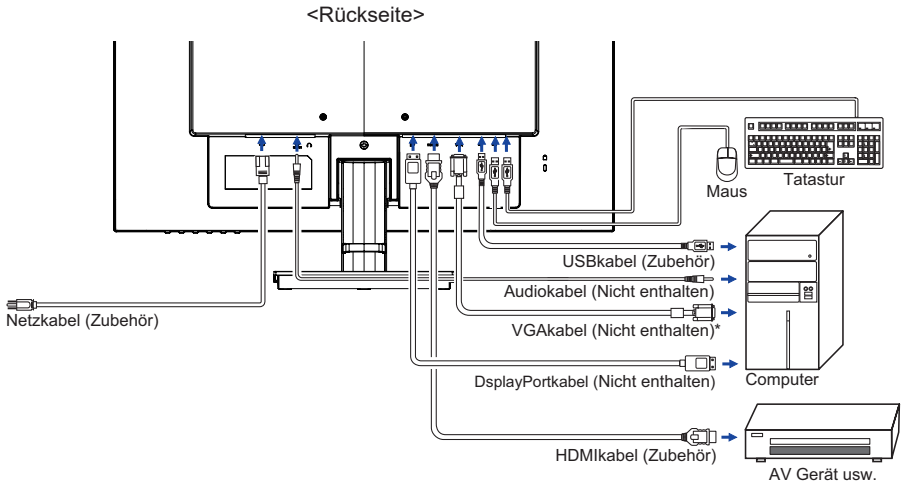 <Rückseite>
Maus
Tatastur
USBkabel (Zubehör)
Audiokabel (Nicht enthalten)
Netzkabel (Zubehör)
VGAkabel (Nicht enthalten)*
DsplayPortkabel (Nicht enthalten)
Computer
HDMIkabel (Zubehör)
AV Gerät usw.